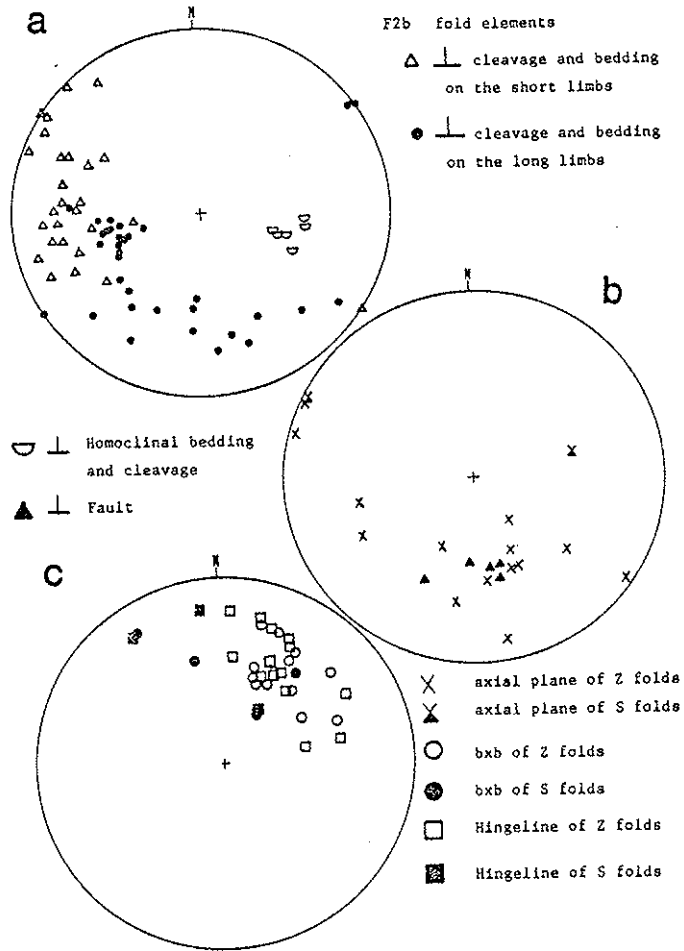 a
N
F2b fold elements
cleavage and bedding
on the short limbs
cleavage and bedding
on the long limbs
b
N
Homoclinal bedding
and cleavage
Fault
c
N
axial plane of Z folds
axial plane of S folds
bxb of Z folds
bxb of S folds
Hingeline of Z folds
Hingeline of S folds